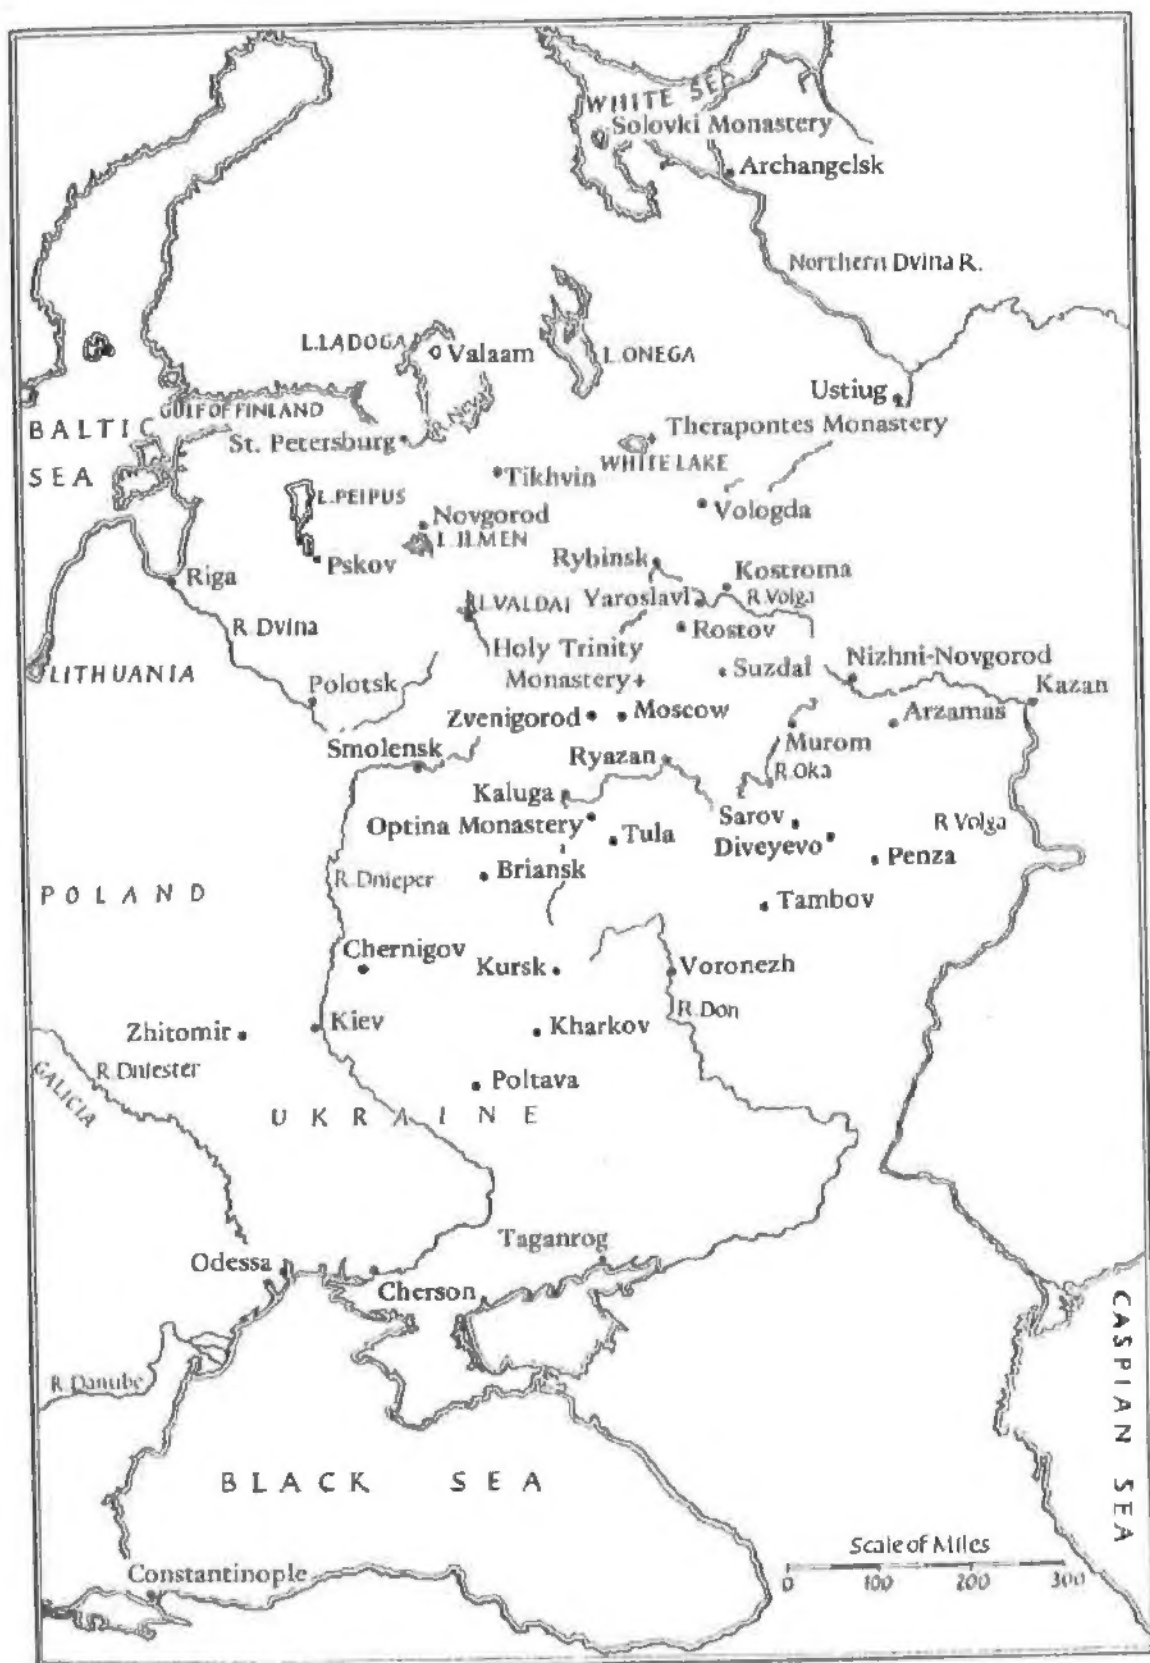 WHITE SEA
Solovki Monastery
Archangelsk
Northern Dvina R.
L.LADOGA
Valaam
L.ONEGA
Ustiug
GULF OF FINLAND
R. Neva
BALTIC
SEA
St. Petersburg
Therapontes Monastery
WHITE LAKE
Tikhvin
L.PEIPUS
Vologda
Novgorod
L.ILMEN
Pskov
Rybinsk
Riga
Kostroma
L.VALDAI
Yaroslavl
R.Volga
R.Dvina
Rostov
Holy Trinity
Monastery
LITHUANIA
Suzdal
Nizhni-Novgorod
Polotsk
Kazan
Zvenigorod
Moscow
Arzamas
Smolensk
Murom
Ryazan
R.Oka
Kaluga
Optina Monastery
Sarov
R.Volga
Tula
Diveyevo
Penza
Briansk
R.Dnieper
POLAND
Tambov
Chernigov
Kursk
Voronezh
R.Don
Zhitomir
Kiev
Kharkov
R.Dniester
GALICIA
Poltava
UKRAINE
Taganrog
Odessa
Cherson
CASPIAN SEA
R.Danube
BLACK SEA
Scale of Miles
0 100 200 300
Constantinople